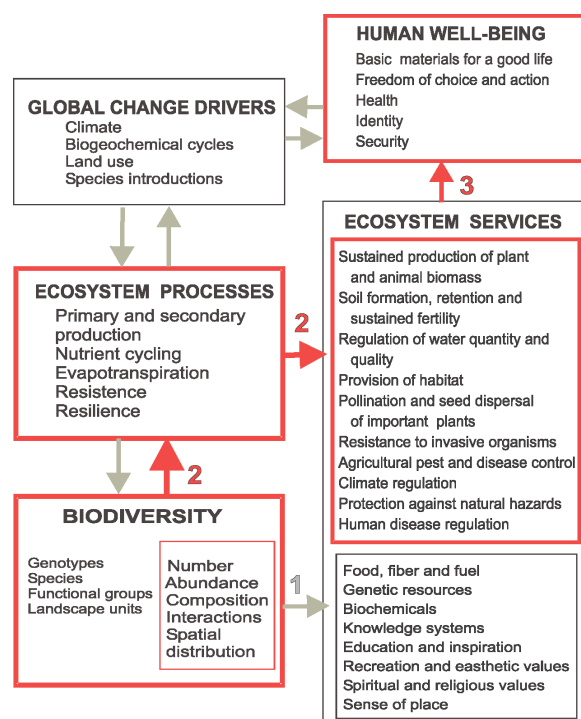 HUMAN WELL-BEING
Basic materials for a good life
Freedom of choice and action
Health
Identity
Security
GLOBAL CHANGE DRIVERS
Climate
Biogeochemical cycles
Land use
Species introductions
3
ECOSYSTEM SERVICES
Sustained production of plant
and animal biomass
Soil formation, retention and
sustained fertility
Regulation of water quantity and
quality
Provision of habitat
Pollination and seed dispersal
of important plants
Resistance to invasive organisms
Agricultural pest and disease control
Climate regulation
Protection against natural hazards
Human disease regulation
ECOSYSTEM PROCESSES
Primary and secondary
production
Nutrient cycling
Evapotranspiration
Resistence
Resilience
2
2
BIODIVERSITY
Genotypes
Species
Functional groups
Landscape units
Number
Abundance
Composition
Interactions
Spatial
distribution
1
Food, fiber and fuel
Genetic resources
Biochemicals
Knowledge systems
Education and inspiration
Recreation and easthetic values
Spiritual and religious values
Sense of place